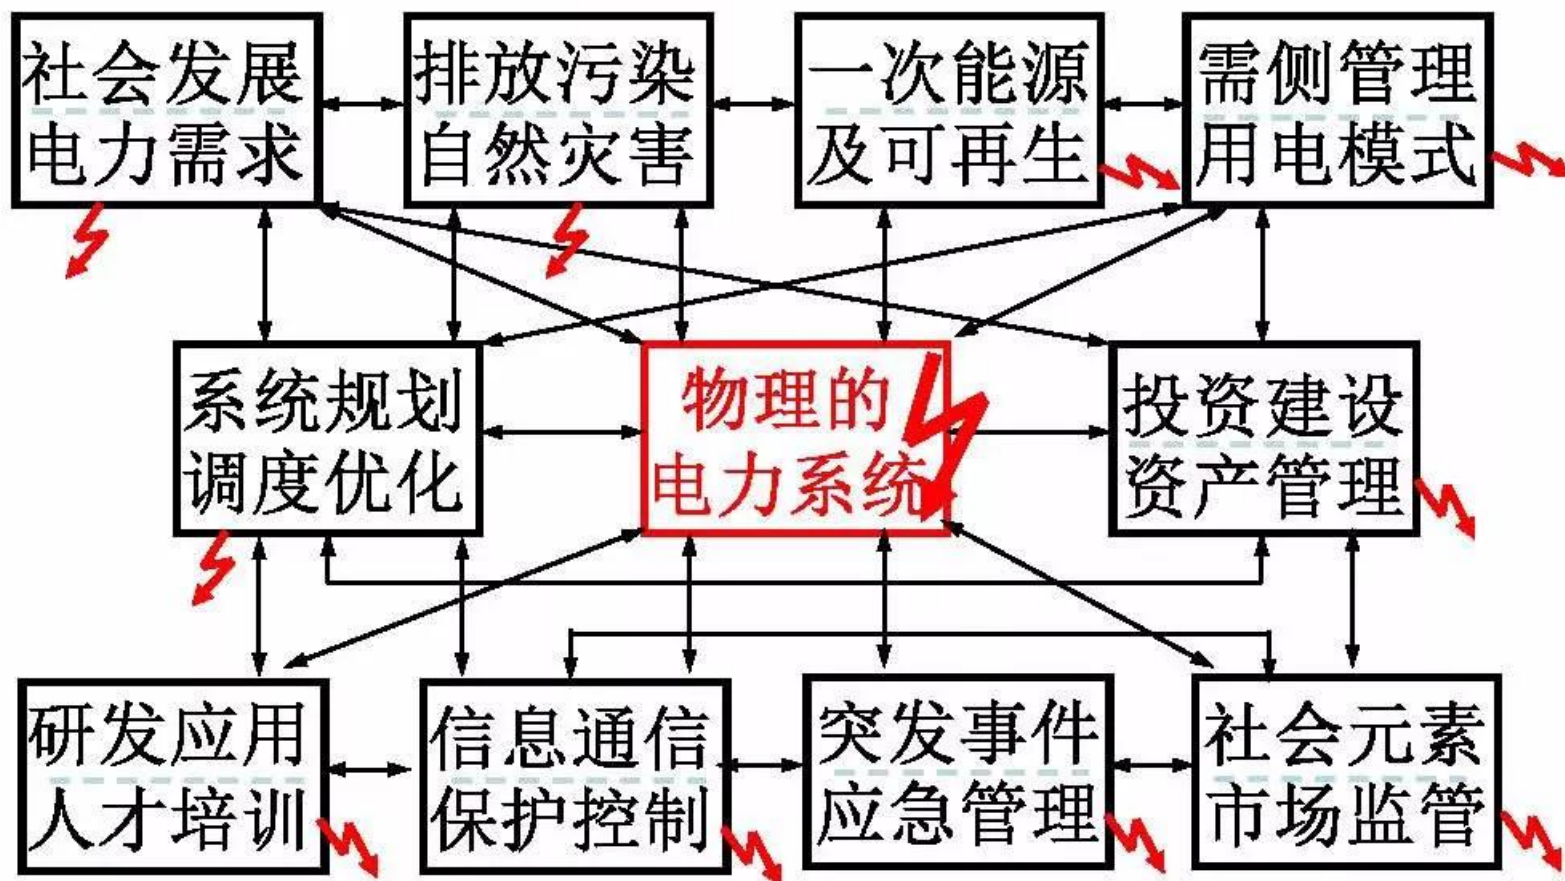 社会发展
电力需求
排放污染
自然灾害
一次能源
及可再生
需侧管理
用电模式
系统规划
调度优化
物理的
电力系统
投资建设
资产管理
研发应用
人才培训
信息通信
保护控制
突发事件
应急管理
社会元素
市场监管